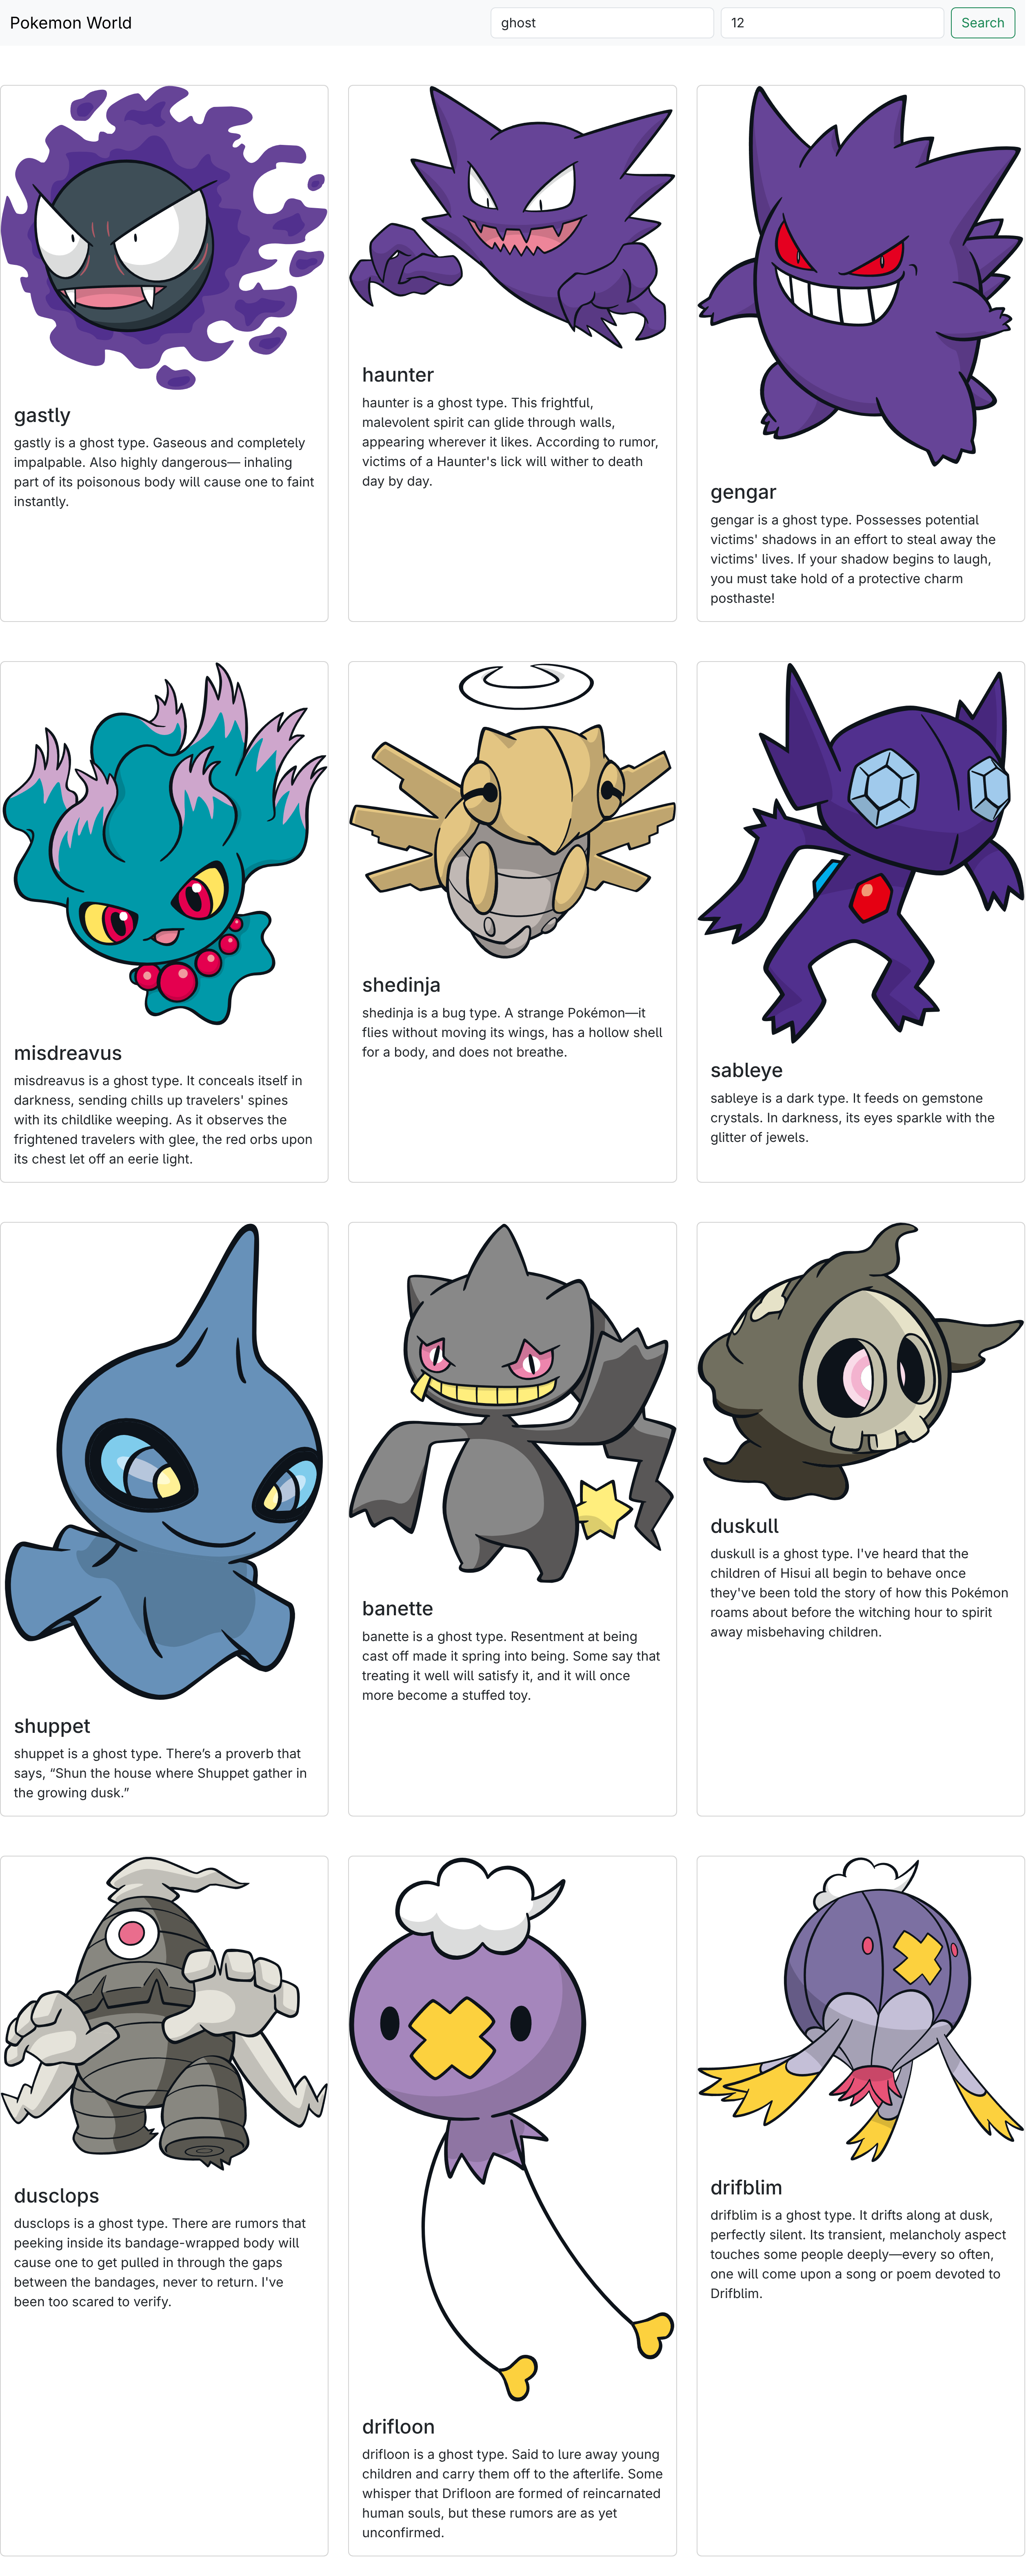 Pokemon World
ghost
12
Search
gastly
gastly is a ghost type. Gaseous and completely
impalpable. Also highly dangerous— inhaling
part of its poisonous body will cause one to faint
instantly.
haunter
haunter is a ghost type. This frightful,
malevolent spirit can glide through walls,
appearing wherever it likes. According to rumor,
victims of a Haunter's lick will wither to death
day by day.
gengar
gengar is a ghost type. Possesses potential
victims' shadows in an effort to steal away the
victims' lives. If your shadow begins to laugh,
you must take hold of a protective charm
posthaste!
misdreavus
misdreavus is a ghost type. It conceals itself in
darkness, sending chills up travelers' spines
with its childlike weeping. As it observes the
frightened travelers with glee, the red orbs upon
its chest let off an eerie light.
shedinja
shedinja is a bug type. A strange Pokémon—it
flies without moving its wings, has a hollow shell
for a body, and does not breathe.
sableye
sableye is a dark type. It feeds on gemstone
crystals. In darkness, its eyes sparkle with the
glitter of jewels.
shuppet
shuppet is a ghost type. There’s a proverb that
says, “Shun the house where Shuppet gather in
the growing dusk.”
banette
banette is a ghost type. Resentment at being
cast off made it spring into being. Some say that
treating it well will satisfy it, and it will once
more become a stuffed toy.
duskull
duskull is a ghost type. I've heard that the
children of Hisui all begin to behave once
they've been told the story of how this Pokémon
roams about before the witching hour to spirit
away misbehaving children.
dusclops
dusclops is a ghost type. There are rumors that
peeking inside its bandage-wrapped body will
cause one to get pulled in through the gaps
between the bandages, never to return. I've
been too scared to verify.
drifloon
drifloon is a ghost type. Said to lure away young
children and carry them off to the afterlife. Some
whisper that Drifloon are formed of reincarnated
human souls, but these rumors are as yet
unconfirmed.
drifblim
drifblim is a ghost type. It drifts along at dusk,
perfectly silent. Its transient, melancholy aspect
touches some people deeply—every so often,
one will come upon a song or poem devoted to
Drifblim.